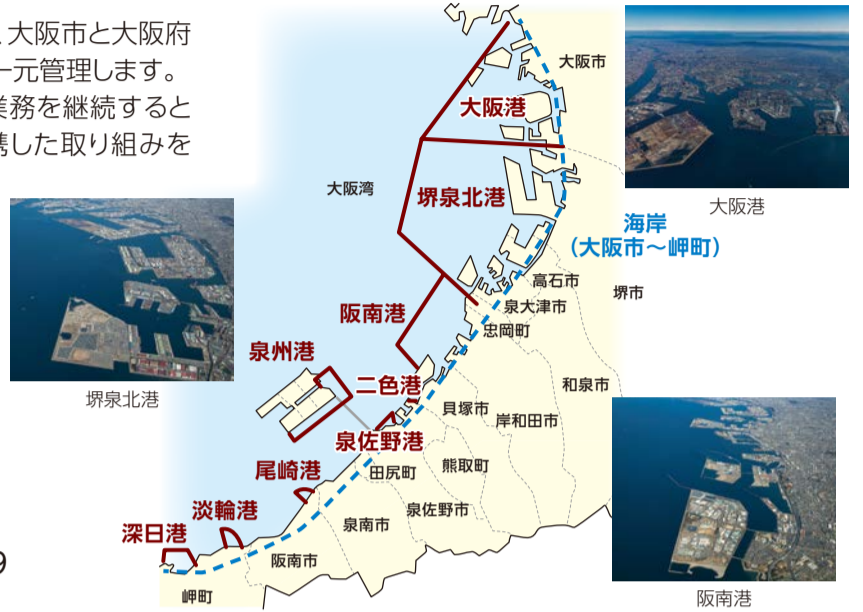 、大阪市と大阪府
一元管理します。
業務を継続すると
携した取り組みを
大阪市
大阪港
大阪湾
堺泉北港
大阪港
海岸
（大阪市～岬町）
高石市
堺市
泉大津市
阪南港
忠岡町
泉州港
二色港
和泉市
堺泉北港
貝塚市
岸和田市
泉佐野港
田尻町
熊取町
尾崎港
泉佐野市
淡輪港
泉南市
深日港
阪南市
9
岬町
阪南港